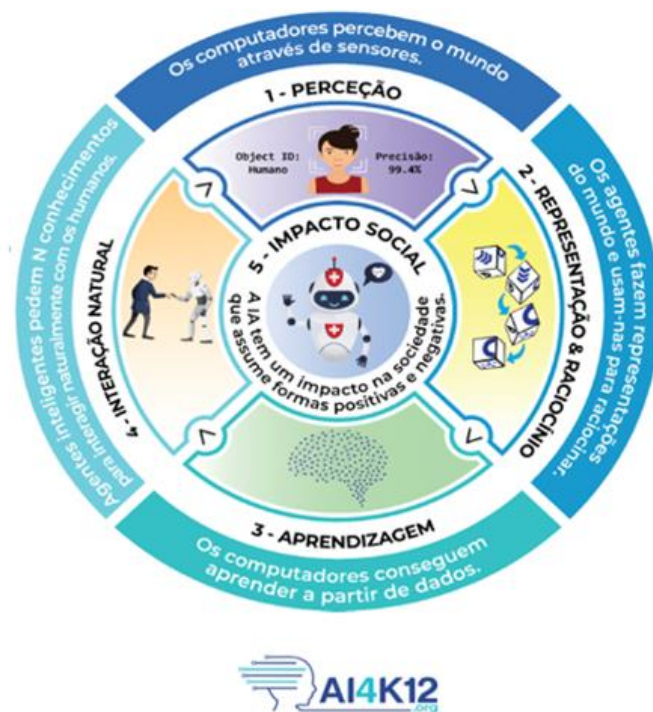 Os computadores percebem o mundo
através de sensores.
1 - PERCEÇÃO
Object ID:
Humano
Precisão:
99.4%
Os agentes fazem representações
do mundo e usam-nas para raciocinar.
2 - REPRESENTAÇÃO & RACIOCÍNIO
3 - APRENDIZAGEM
Os computadores conseguem
aprender a partir de dados.
Agentes inteligentes pedem N conhecimentos
para interagir naturalmente com os humanos.
4 - INTERAÇÃO NATURAL
5 - IMPACTO SOCIAL
A IA tem um impacto na sociedade
que assume formas positivas e negativas.
AI4K12
.org